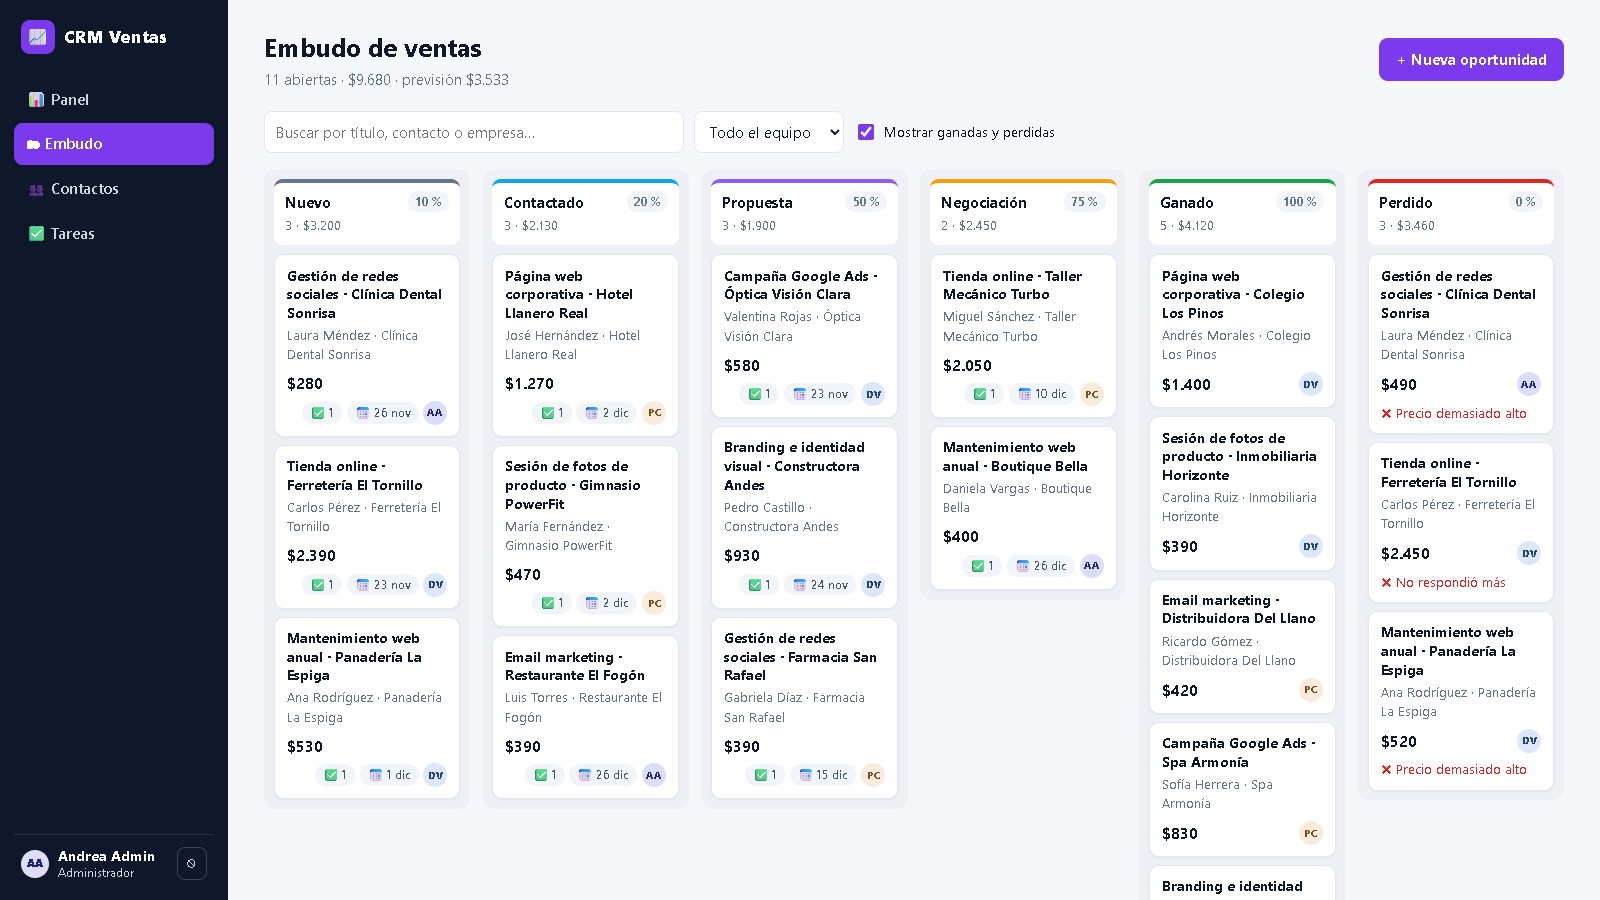 CRM Ventas
Panel
Embudo
Contactos
Tareas
AA
Andrea Admin
Administrador
Embudo de ventas
11 abiertas · $9.680 · previsión $3.533
+ Nueva oportunidad
Buscar por título, contacto o empresa...
Todo el equipo
Mostrar ganadas y perdidas
Nuevo
10 %
3 · $3.200
Gestión de redes
sociales - Clínica Dental
Sonrisa
Laura Méndez · Clínica
Dental Sonrisa
$280
1
26 nov
AA
Tienda online -
Ferretería El Tornillo
Carlos Pérez · Ferretería El
Tornillo
$2.390
1
23 nov
DV
Mantenimiento web
anual - Panadería La
Espiga
Ana Rodríguez · Panadería
La Espiga
$530
1
1 dic
DV
Contactado
20 %
3 · $2.130
Página web
corporativa - Hotel
Llanero Real
José Hernández · Hotel
Llanero Real
$1.270
1
2 dic
PC
Sesión de fotos de
producto - Gimnasio
PowerFit
María Fernández ·
Gimnasio PowerFit
$470
1
2 dic
PC
Email marketing -
Restaurante El Fogón
Luis Torres · Restaurante El
Fogón
$390
1
26 dic
AA
Propuesta
50 %
3 · $1.900
Campaña Google Ads -
Óptica Visión Clara
Valentina Rojas · Óptica
Visión Clara
$580
1
23 nov
DV
Branding e identidad
visual - Constructora
Andes
Pedro Castillo ·
Constructora Andes
$930
1
24 nov
DV
Gestión de redes
sociales - Farmacia San
Rafael
Gabriela Díaz · Farmacia
San Rafael
$390
1
15 dic
PC
Negociación
75 %
2 · $2.450
Tienda online - Taller
Mecánico Turbo
Miguel Sánchez · Taller
Mecánico Turbo
$2.050
1
10 dic
PC
Mantenimiento web
anual - Boutique Bella
Daniela Vargas · Boutique
Bella
$400
1
26 dic
AA
Ganado
100 %
5 · $4.120
Página web
corporativa - Colegio
Los Pinos
Andrés Morales · Colegio
Los Pinos
$1.400
DV
Sesión de fotos de
producto - Inmobiliaria
Horizonte
Carolina Ruiz · Inmobiliaria
Horizonte
$390
DV
Email marketing -
Distribuidora Del Llano
Ricardo Gómez ·
Distribuidora Del Llano
$420
PC
Campaña Google Ads -
Spa Armonía
Sofía Herrera · Spa
Armonía
$830
PC
Branding e identidad
Perdido
0 %
3 · $3.460
Gestión de redes
sociales - Clínica Dental
Sonrisa
Laura Méndez · Clínica
Dental Sonrisa
$490
AA
Precio demasiado alto
Tienda online -
Ferretería El Tornillo
Carlos Pérez · Ferretería El
Tornillo
$2.450
DV
No respondió más
Mantenimiento web
anual - Panadería La
Espiga
Ana Rodríguez · Panadería
La Espiga
$520
DV
Precio demasiado alto